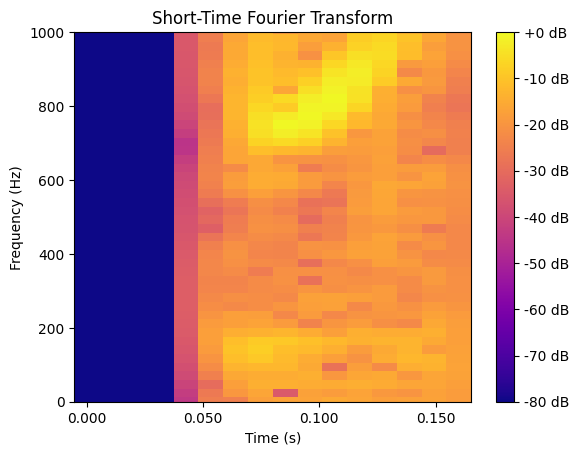 Short-Time Fourier Transform
1000
800
600
400
200
0
Frequency (Hz)
0.000
0.050
0.100
0.150
Time (s)
+0 dB
-10 dB
-20 dB
-30 dB
-40 dB
-50 dB
-60 dB
-70 dB
-80 dB